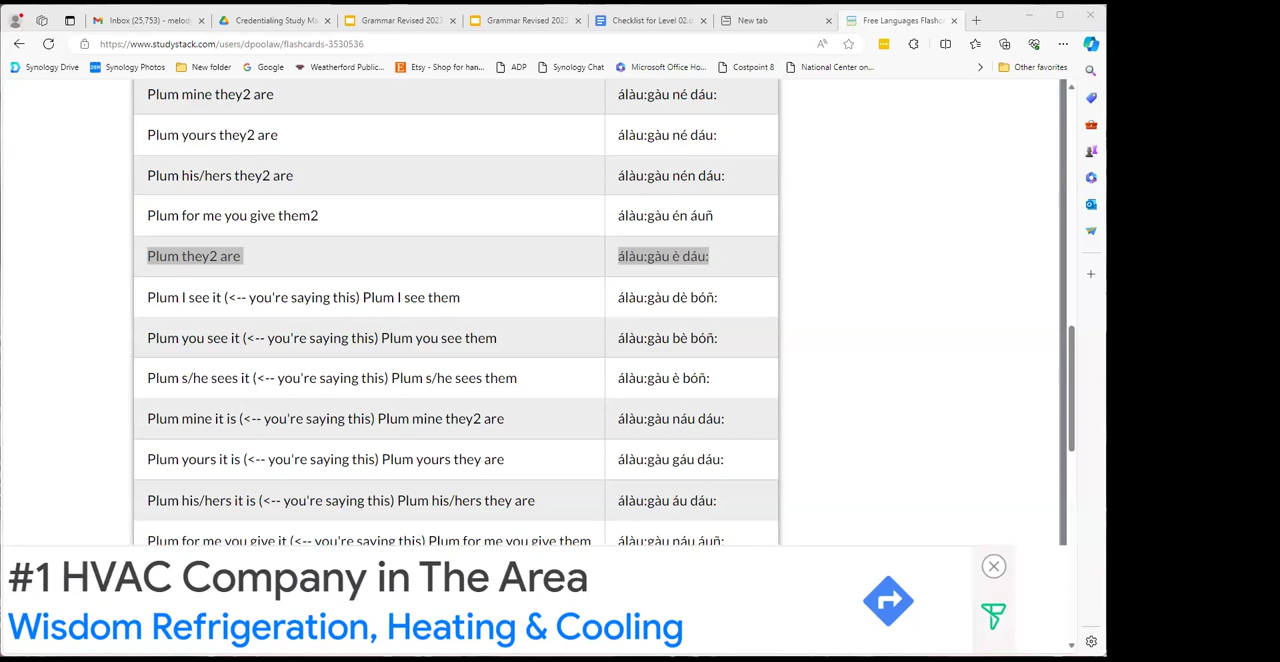 Inbox (25,753) - melody
Credentialing Study Ma
Grammar Revised 2023
Grammar Revised 2023
Checklist for Level 02.c
New tab
Free Languages Flashc
https://www.studystack.com/users/dpoolaw/flashcards-3530536
Synology Drive
Synology Photos
New folder
Google
Weatherford Public...
Etsy - Shop for han...
ADP
Synology Chat
Microsoft Office Ho...
Costpoint 8
National Center on...
Other favorites
Plum mine they2 are álàu:gàu né dáu:
Plum yours they2 are álàu:gàu né dáu:
Plum his/hers they2 are álàu:gàu nén dáu:
Plum for me you give them2 álàu:gàu én áuñ
Plum they2 are álàu:gàu è dáu:
Plum I see it (<-- you're saying this) Plum I see them álàu:gàu dè bóñ:
Plum you see it (<-- you're saying this) Plum you see them álàu:gàu bè bóñ:
Plum s/he sees it (<-- you're saying this) Plum s/he sees them álàu:gàu è bóñ:
Plum mine it is (<-- you're saying this) Plum mine they2 are álàu:gàu náu dáu:
Plum yours it is (<-- you're saying this) Plum yours they are álàu:gàu gáu dáu:
Plum his/hers it is (<-- you're saying this) Plum his/hers they are álàu:gàu áu dáu:
Plum for me you give it (<-- you're saying this) Plum for me you give them álàu:gàu náu áuñ:
#1 HVAC Company in The Area
Wisdom Refrigeration, Heating & Cooling